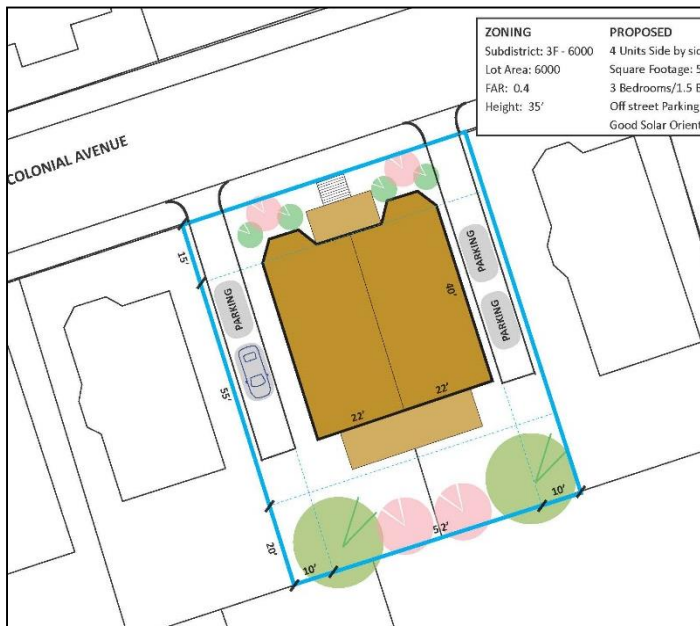 ZONING
Subdistrict: 3F - 6000
Lot Area: 6000
FAR: 0.4
Height: 35'
PROPOSED
4 Units Side by sid
Square Footage: 5
3 Bedrooms/1.5 B
Off street Parking
Good Solar Orient
COLONIAL AVENUE
15'
PARKING
55'
PARKING
PARKING
40'
22'
22'
20'
10'
52'
10'